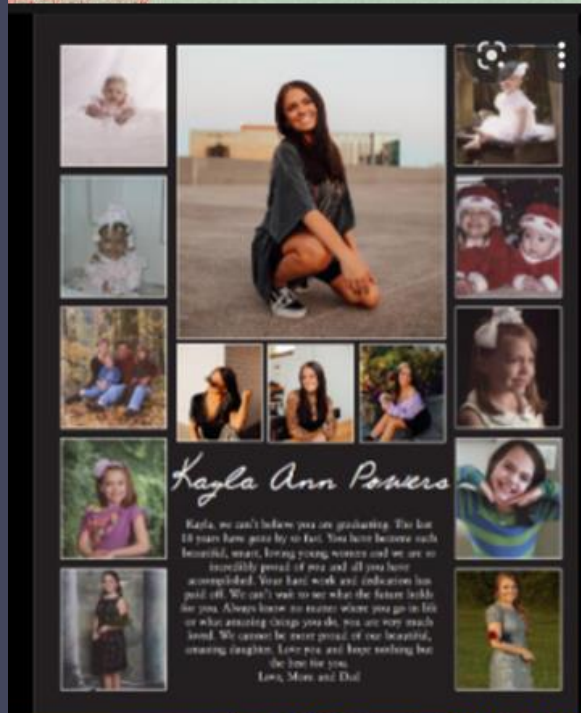 Kayla Ann Powers
Kayla, we can't believe you are graduating. The last
18 years have gone by so fast. You have become such
beautiful, smart, loving young women and we are so
incredibly proud of you and all you have
accomplished. Your hard work and dedication has
paid off. We can't wait to see what the future holds
for you. Always know no matter where you go in life
or what amazing things you do, you are very much
loved. We cannot be more proud of our beautiful,
amazing daughter. Love you and hope nothing but
the best for you.
Love, Mom and Dad